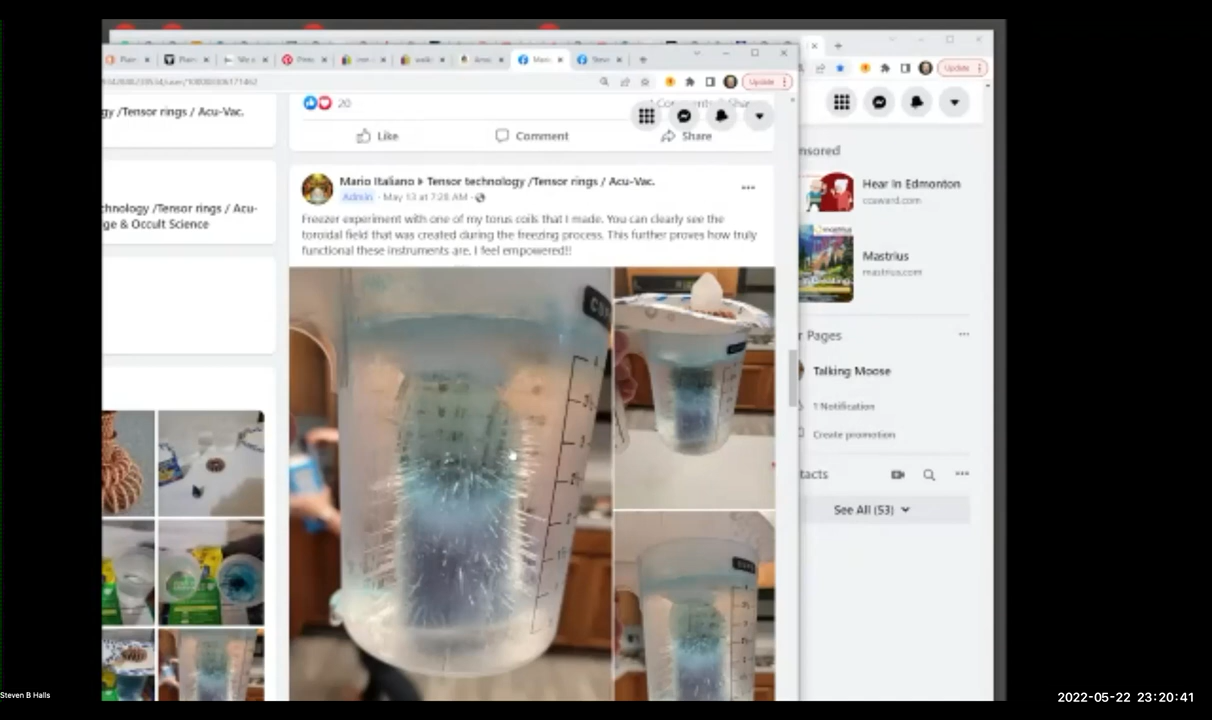 Update
Update
20
Like
Comment
Share
gy /Tensor rings / Acu-Vac.
Mario Italiano
Tensor technology /Tensor rings / Acu-Vac.
Admin · May 13 at 7:28 AM ·
Freezer experiment with one of my torus coils that I made. You can clearly see the
toroidal field that was created during the freezing process. This further proves how truly
functional these instruments are. I feel empowered!!
chnology /Tensor rings / Acu-
ge & Occult Science
nsored
Hear In Edmonton
ccaward.com
Mastrius
mastrius.com
r Pages
Talking Moose
1 Notification
Create promotion
tacts
See All (53)
Steven B Halls
2022-05-22 23:20:41